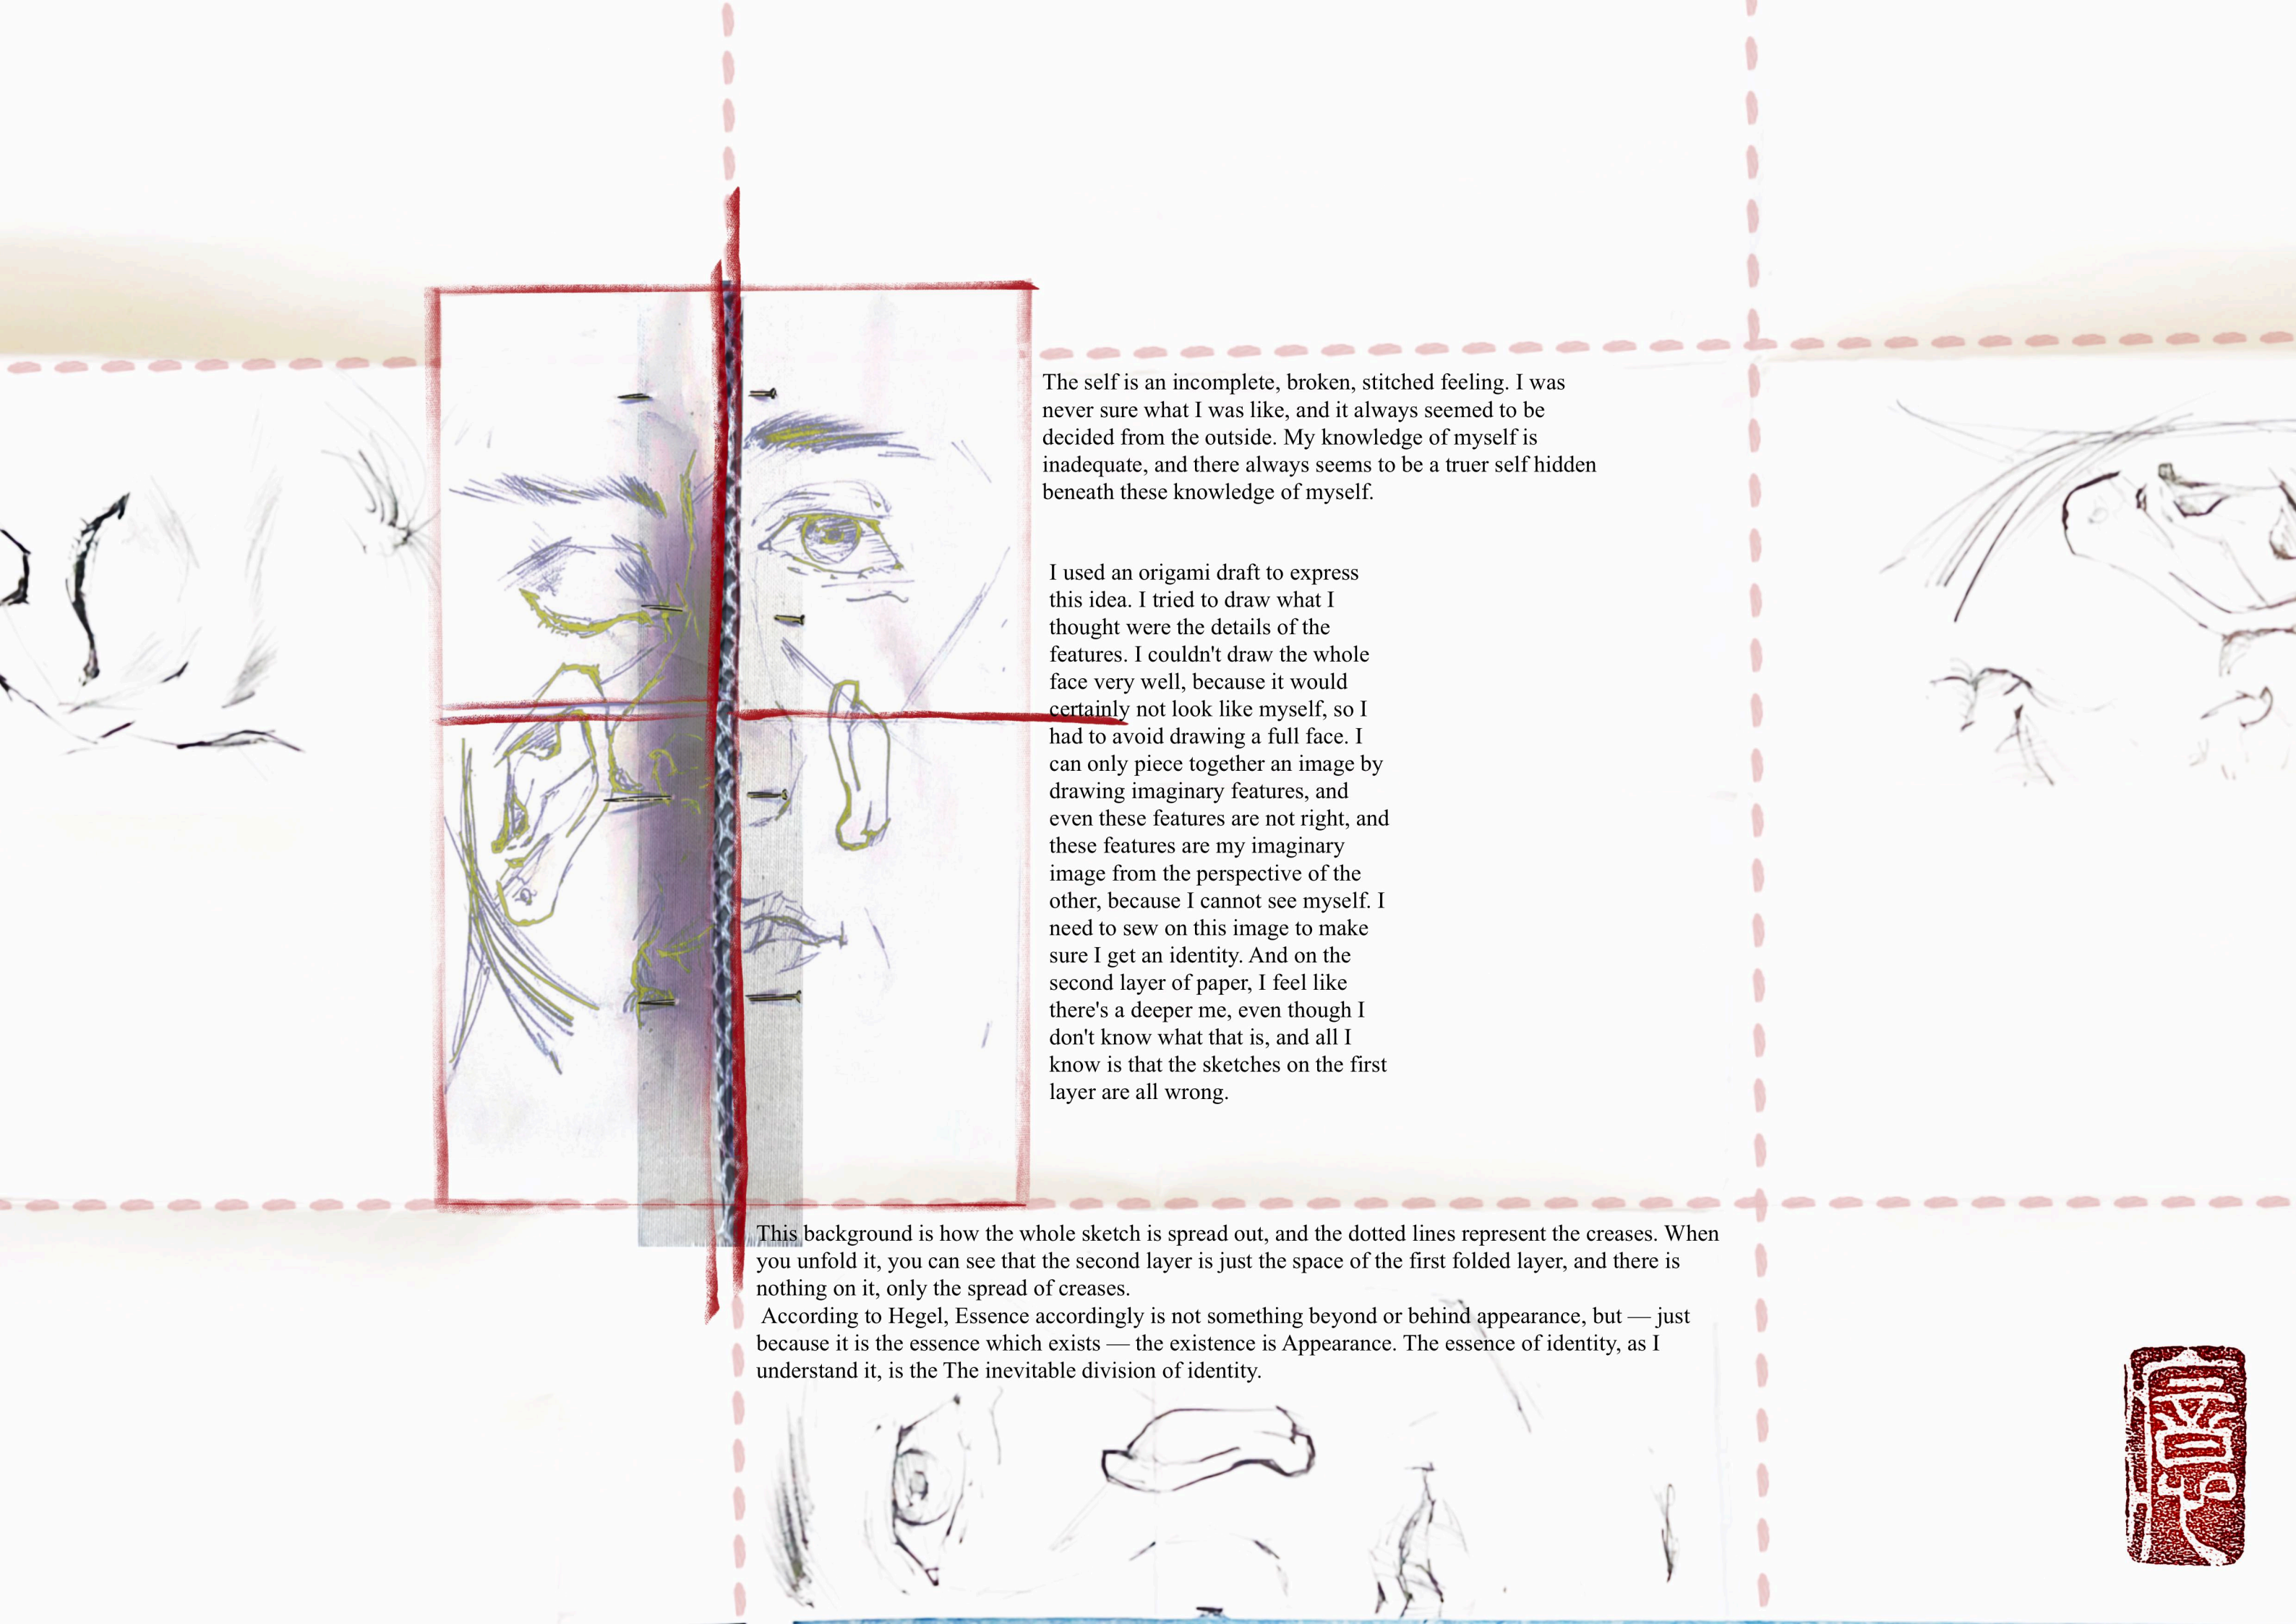 The self is an incomplete, broken, stitched feeling. I was
never sure what I was like, and it always seemed to be
decided from the outside. My knowledge of myself is
inadequate, and there always seems to be a truer self hidden
beneath these knowledge of myself.
I used an origami draft to express
this idea. I tried to draw what I
thought were the details of the
features. I couldn't draw the whole
face very well, because it would
certainly not look like myself, so I
had to avoid drawing a full face. I
can only piece together an image by
drawing imaginary features, and
even these features are not right, and
these features are my imaginary
image from the perspective of the
other, because I cannot see myself. I
need to sew on this image to make
sure I get an identity. And on the
second layer of paper, I feel like
there's a deeper me, even though I
don't know what that is, and all I
know is that the sketches on the first
layer are all wrong.
This background is how the whole sketch is spread out, and the dotted lines represent the creases. When
you unfold it, you can see that the second layer is just the space of the first folded layer, and there is
nothing on it, only the spread of creases.
According to Hegel, Essence accordingly is not something beyond or behind appearance, but — just
because it is the essence which exists — the existence is Appearance. The essence of identity, as I
understand it, is the The inevitable division of identity.